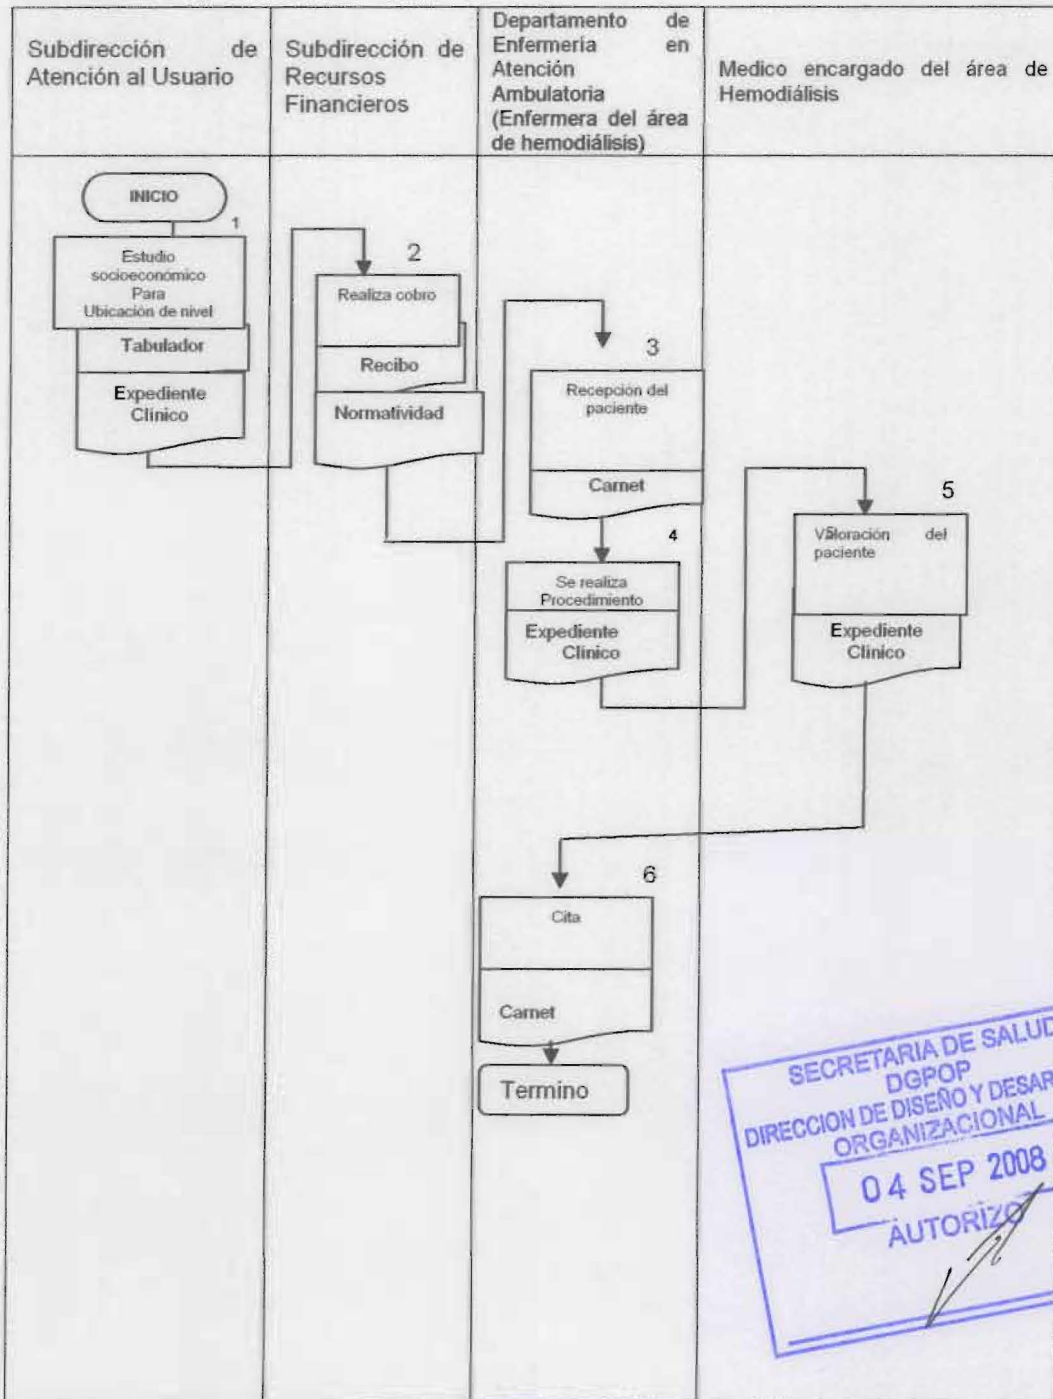 Subdirección de
Atención al Usuario
Subdirección de
Recursos
Financieros
Departamento de
Enfermería en
Atención
Ambulatoria
(Enfermera del área
de hemodiálisis)
Medico encargado del área de
Hemodiálisis
INICIO
1
Estudio
socioeconómico
Para
Ubicación de nivel
Tabulador
Expediente
Clínico
2
Realiza cobro
Recibo
Normatividad
3
Recepción del
paciente
Carnet
4
Se realiza
Procedimiento
Expediente
Clínico
5
Valoración del
paciente
Expediente
Clínico
6
Cita
Carnet
Termino
SECRETARIA DE SALUD
DGPOP
DIRECCION DE DISEÑO Y DESAR
ORGANIZACIONAL
04 SEP 2008
AUTORIZO